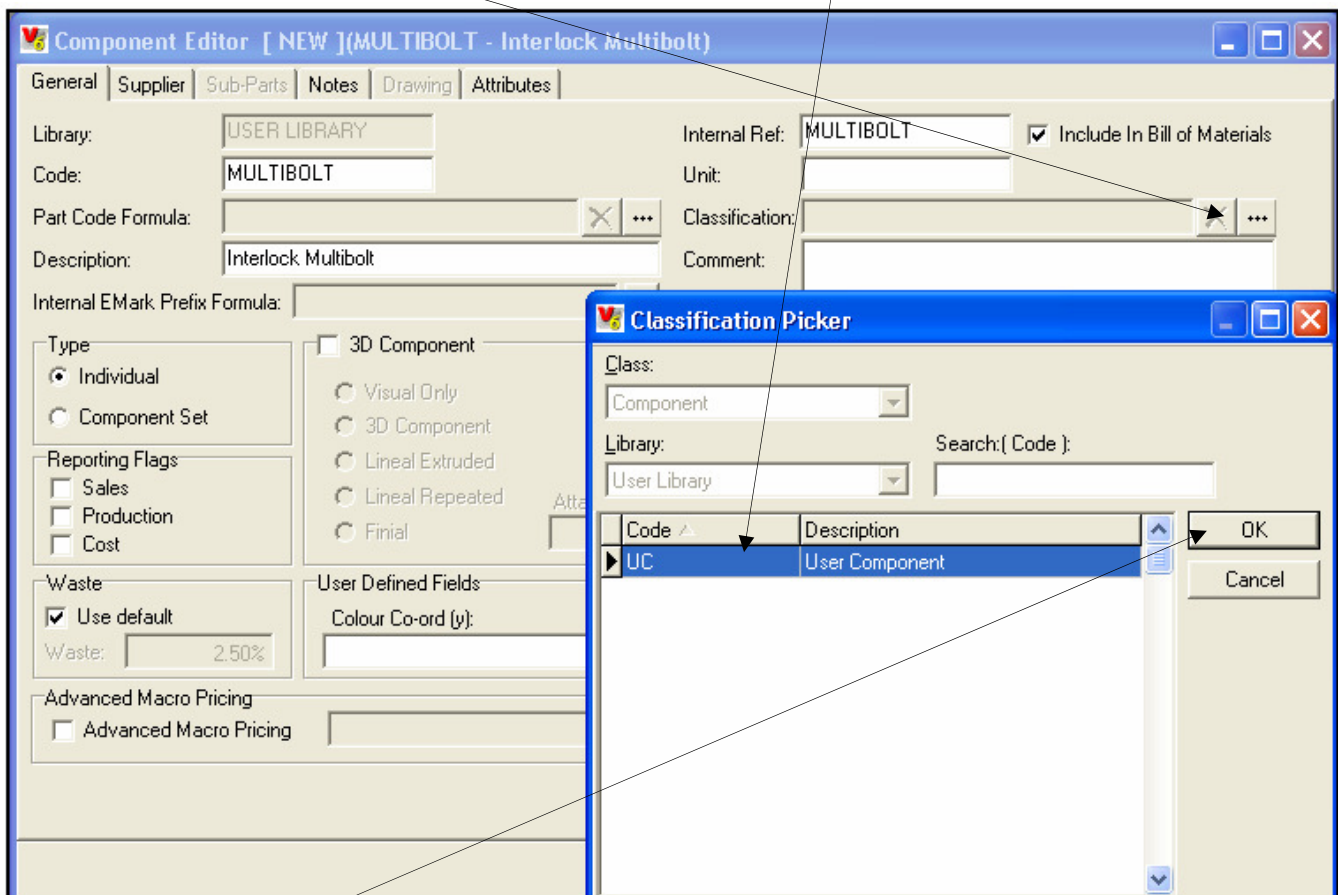 Component Editor [ NEW ](MULTIBOLT - Interlock Multibolt)
General Supplier Sub-Parts Notes Drawing Attributes
Library: USER LIBRARY Internal Ref: MULTIBOLT Include In Bill of Materials
Code: MULTIBOLT Unit:
Part Code Formula: ... Classification: ...
Description: Interlock Multibolt Comment:
Internal EMark Prefix Formula:
Classification Picker
Type
Individual
Component Set
3D Component
Visual Only
3D Component
Lineal Extruded
Lineal Repeated Atta
Finial
Reporting Flags
Sales
Production
Cost
Waste
Use default
Waste: 2.50%
User Defined Fields
Colour Co-ord (y):
Advanced Macro Pricing
Advanced Macro Pricing
Class:
Component
Library: Search:( Code ):
User Library
Code Description
UC User Component
OK
Cancel